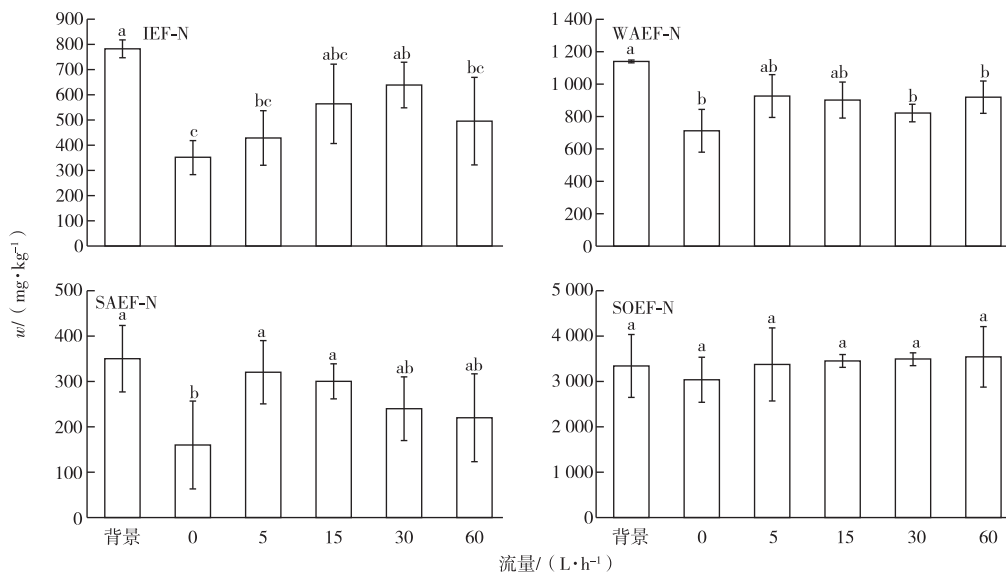 IEF-N
900
800
700
600
500
400
300
200
100
0
a
c
bc
abc
ab
bc
WAEF-N
1 400
1 200
1 000
800
600
400
200
0
a
b
ab
ab
b
b
w/（mg·kg⁻¹）
SAEF-N
500
400
300
200
100
0
a
b
a
a
ab
ab
背景 0 5 15 30 60
SOEF-N
5 000
4 000
3 000
2 000
1 000
0
a
a
a
a
a
a
背景 0 5 15 30 60
流量/（L·h⁻¹）